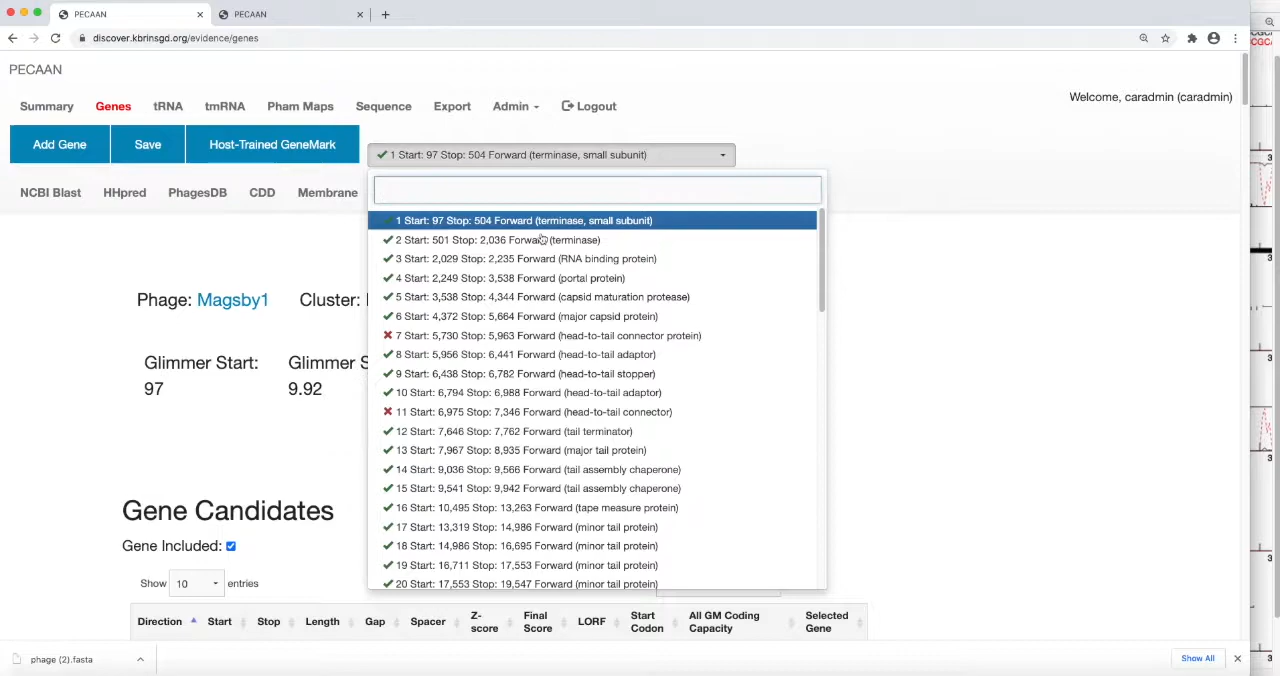 PECAAN
PECAAN
discover.kbrinsgd.org/evidence/genes
PECAAN
Welcome, caradmin (caradmin)
Summary Genes tRNA tmRNA Pham Maps Sequence Export Admin Logout
Add Gene Save Host-Trained GeneMark 1 Start: 97 Stop: 504 Forward (terminase, small subunit)
NCBI Blast HHpred PhagesDB CDD Membrane
1 Start: 97 Stop: 504 Forward (terminase, small subunit)
2 Start: 501 Stop: 2,036 Forward (terminase)
3 Start: 2,029 Stop: 2,235 Forward (RNA binding protein)
4 Start: 2,249 Stop: 3,538 Forward (portal protein)
5 Start: 3,538 Stop: 4,344 Forward (capsid maturation protease)
6 Start: 4,372 Stop: 5,664 Forward (major capsid protein)
7 Start: 5,730 Stop: 5,963 Forward (head-to-tail connector protein)
8 Start: 5,956 Stop: 6,441 Forward (head-to-tail adaptor)
9 Start: 6,438 Stop: 6,782 Forward (head-to-tail stopper)
10 Start: 6,794 Stop: 6,988 Forward (head-to-tail adaptor)
11 Start: 6,975 Stop: 7,346 Forward (head-to-tail connector)
12 Start: 7,646 Stop: 7,762 Forward (tail terminator)
13 Start: 7,967 Stop: 8,935 Forward (major tail protein)
14 Start: 9,036 Stop: 9,566 Forward (tail assembly chaperone)
15 Start: 9,541 Stop: 9,942 Forward (tail assembly chaperone)
16 Start: 10,495 Stop: 13,263 Forward (tape measure protein)
17 Start: 13,319 Stop: 14,986 Forward (minor tail protein)
18 Start: 14,986 Stop: 16,695 Forward (minor tail protein)
19 Start: 16,711 Stop: 17,553 Forward (minor tail protein)
20 Start: 17,553 Stop: 19,547 Forward (minor tail protein)
Phage: Magsby1 Cluster:
Glimmer Start: Glimmer S
97 9.92
Gene Candidates
Gene Included:
Show 10 entries
Direction Start Stop Length Gap Spacer Z-score Final Score LORF Start Codon All GM Coding Capacity Selected Gene
phage (2).fasta
Show All